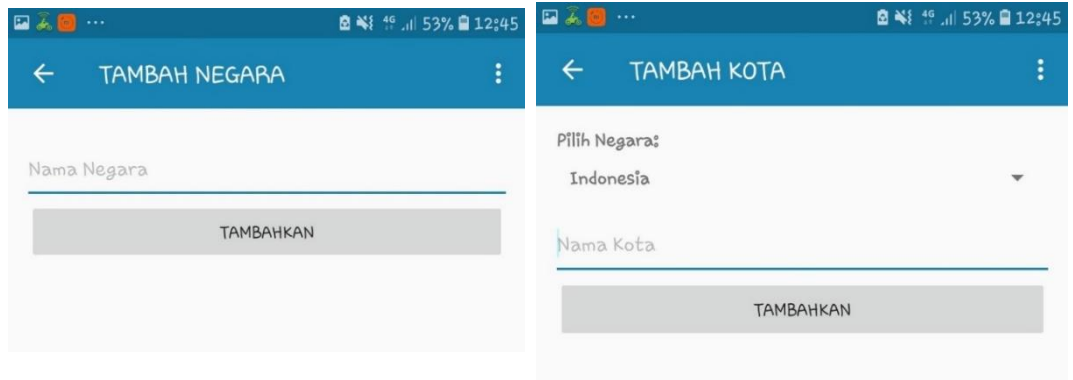 53% 12:45
TAMBAH NEGARA
Nama Negara
TAMBAHKAN
4G 53% 12:45
TAMBAH KOTA
Pilih Negara:
Indonesia
Nama Kota
TAMBAHKAN